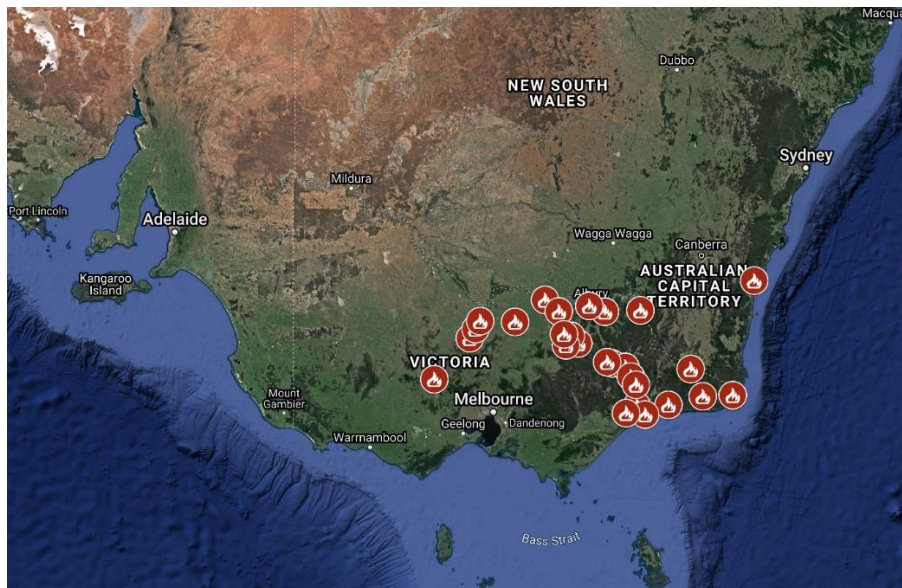 Macqua
Dubbo
NEW SOUTH
WALES
Sydney
Mildura
Port Lincoln
Adelaide
Wagga Wagga
Canberra
Kangaroo
Island
AUSTRALIAN
CAPITAL
TERRITORY
Albury
VICTORIA
Mount
Gambier
Melbourne
Geelong
Dandenong
Warrnambool
Bass Strait